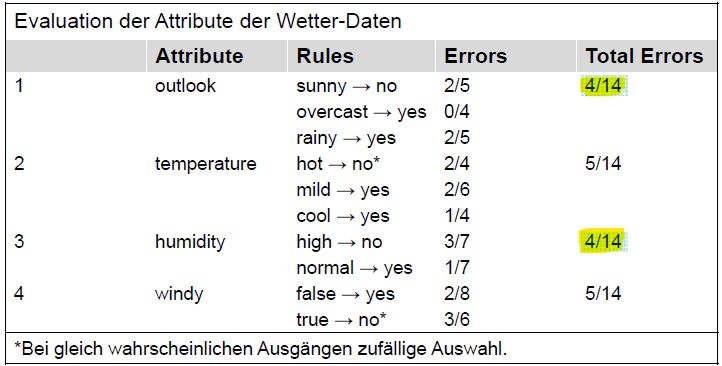 Evaluation der Attribute der Wetter-Daten
Attribute Rules Errors Total Errors
1 outlook sunny → no 2/5 4/14
overcast → yes 0/4
rainy → yes 2/5
2 temperature hot → no* 2/4 5/14
mild → yes 2/6
cool → yes 1/4
3 humidity high → no 3/7 4/14
normal → yes 1/7
4 windy false → yes 2/8 5/14
true → no* 3/6
*Bei gleich wahrscheinlichen Ausgängen zufällige Auswahl.